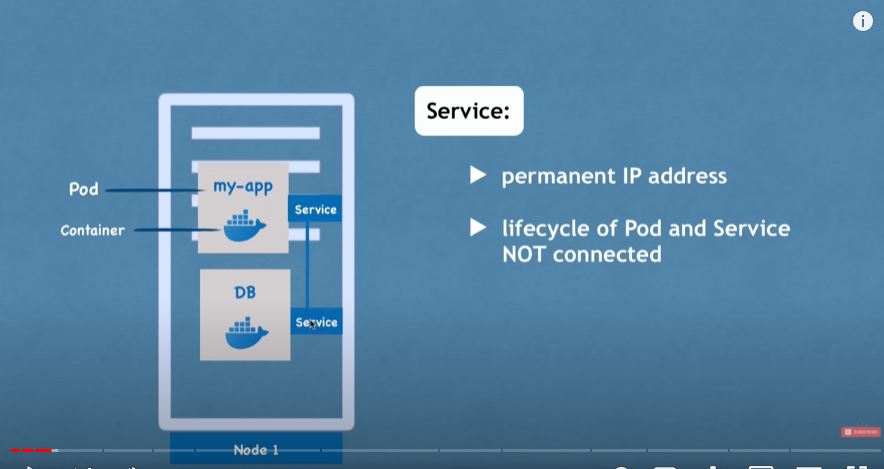 Service:
permanent IP address
lifecycle of Pod and Service
NOT connected
Pod
Container
my-app
Service
DB
Service
Node 1
SUBSCRIBE